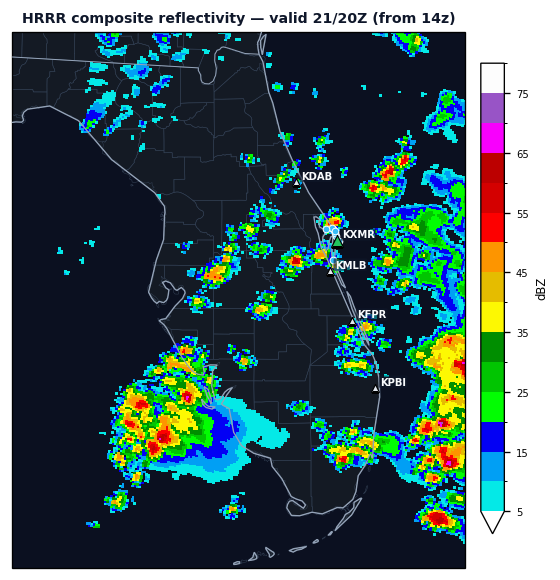 HRRR composite reflectivity — valid 21/20Z (from 14z)
KDAB
KXMR
KMLB
KFPR
KPBI
75
65
55
45
35
25
15
5
dBZ